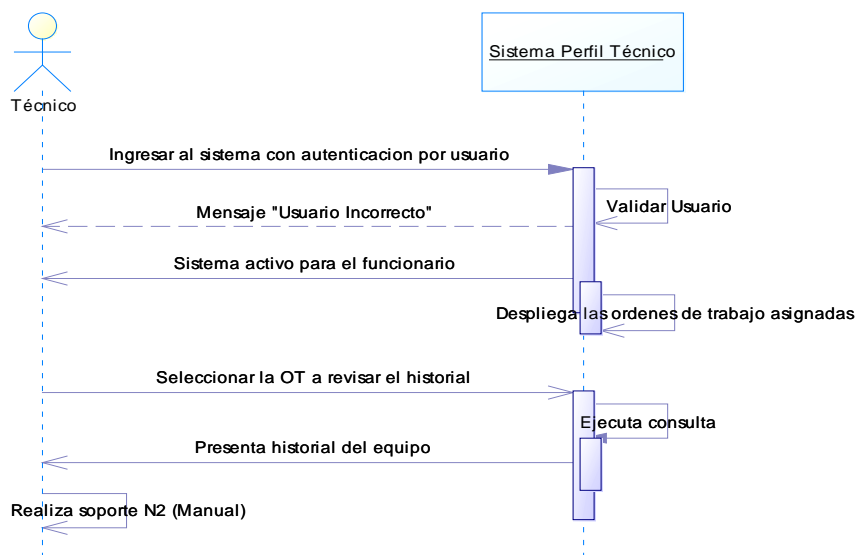 Sistema Perfil Técnico
Técnico
Ingresar al sistema con autenticacion por usuario
Validar Usuario
Mensaje "Usuario Incorrecto"
Sistema activo para el funcionario
Despliega las ordenes de trabajo asignadas
Seleccionar la OT a revisar el historial
Ejecuta consulta
Presenta historial del equipo
Realiza soporte N2 (Manual)